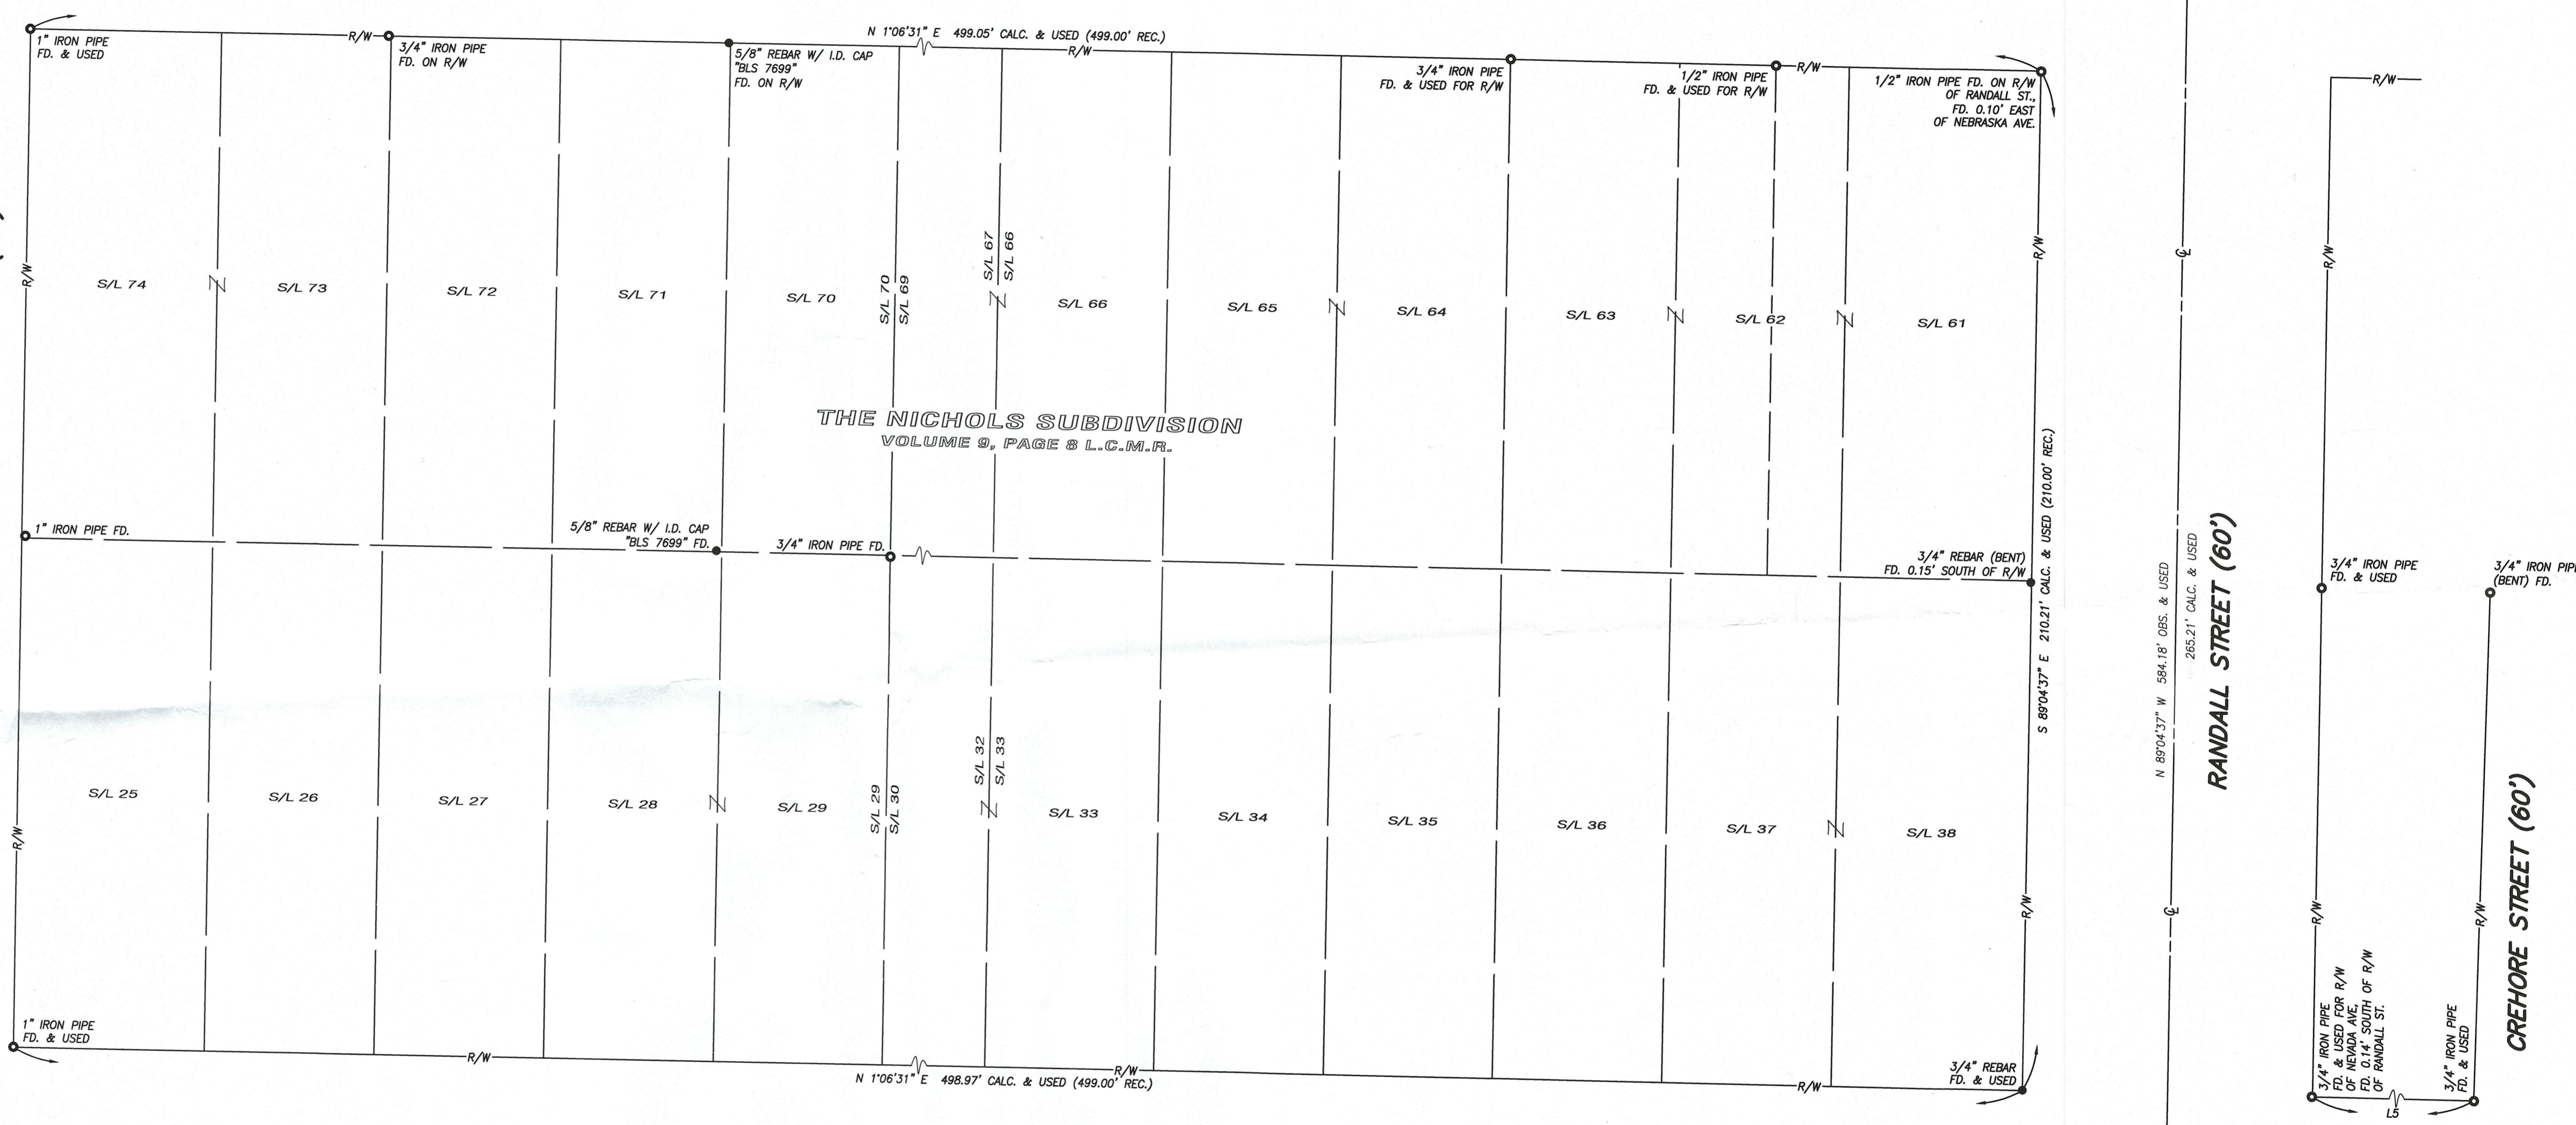 N 1°06'31" E 499.05' CALC. & USED (499.00' REC.)
1" IRON PIPE
FD. & USED
R/W
3/4" IRON PIPE
FD. ON R/W
5/8" REBAR W/ I.D. CAP
"BLS 7699"
FD. ON R/W
R/W
3/4" IRON PIPE
FD. & USED FOR R/W
1/2" IRON PIPE
FD. & USED FOR R/W
R/W
1/2" IRON PIPE FD. ON R/W
OF RANDALL ST.,
FD. 0.10' EAST
OF NEBRASKA AVE.
R/W
R/W
S/L 74
S/L 73
S/L 72
S/L 71
S/L 70
S/L 70
S/L 69
S/L 67
S/L 66
S/L 66
S/L 65
S/L 64
S/L 63
S/L 62
S/L 61
R/W
℄
R/W
THE NICHOLS SUBDIVISION
VOLUME 9, PAGE 8 L.C.M.R.
1" IRON PIPE FD.
5/8" REBAR W/ I.D. CAP
"BLS 7699" FD.
3/4" IRON PIPE FD.
3/4" REBAR (BENT)
FD. 0.15' SOUTH OF R/W
S 89°04'37" E 210.21' CALC. & USED (210.00' REC.)
N 89°04'37" W 584.18' OBS. & USED
265.21' CALC. & USED
RANDALL STREET (60')
3/4" IRON PIPE
FD. & USED
3/4" IRON PIPE
(BENT) FD.
S/L 25
S/L 26
S/L 27
S/L 28
S/L 29
S/L 29
S/L 30
S/L 32
S/L 33
S/L 33
S/L 34
S/L 35
S/L 36
S/L 37
S/L 38
R/W
R/W
℄
R/W
R/W
CREHORE STREET (60')
1" IRON PIPE
FD. & USED
R/W
R/W
N 1°06'31" E 498.97' CALC. & USED (499.00' REC.)
R/W
3/4" REBAR
FD. & USED
3/4" IRON PIPE
FD. & USED FOR R/W
OF NEVADA AVE,
FD. 0.14' SOUTH OF R/W
OF RANDALL ST.
3/4" IRON PIPE
FD. & USED
L5